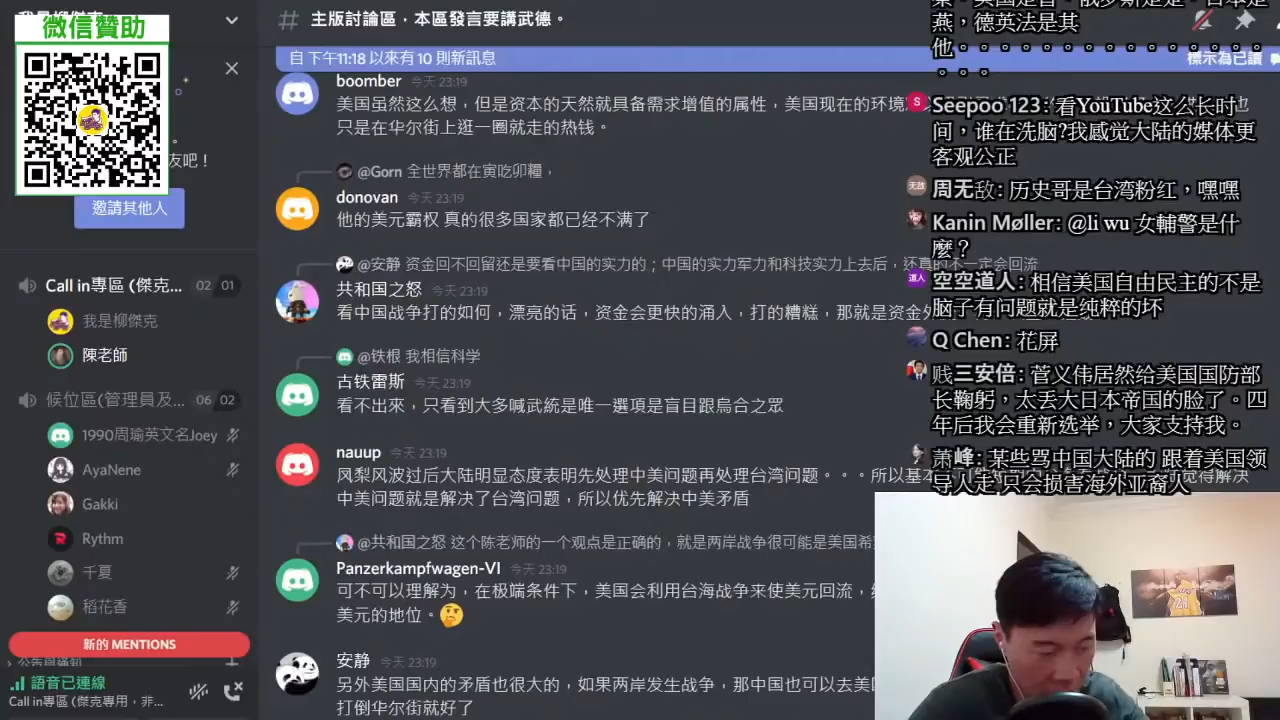 微信贊助
友吧！
邀請其他人
Call in專區 (傑克... 02 01
我是柳傑克
陳老師
候位區(管理員及... 06 02
1990周瑜英文名Joey
AyaNene
Gakki
Rythm
千夏
稻花香
新的 MENTIONS
語音已連線
Call in專區 (傑克專用，非...
主版討論區，本區發言要講武德。
自 下午11:18 以來有 10 則新訊息
標示為已讀
boomber 今天 23:19
美国虽然这么想，但是资本的天然就具备需求增值的属性，美国现在的环境
只是在华尔街上逛一圈就走的热钱。
@Gorn 全世界都在寅吃卯糧，
donovan 今天 23:19
他的美元霸权 真的很多国家都已经不满了
@安静 资金回不回留还是要看中国的实力的；中国的实力军力和科技实力上去后，还真的不一定会回流
共和国之怒 今天 23:19
看中国战争打的如何，漂亮的话，资金会更快的涌入，打的糟糕，那就是资金外
@铁根 我相信科学
古铁雷斯 今天 23:19
看不出來，只看到大多喊武統是唯一選項是盲目跟烏合之眾
nauup 今天 23:19
凤梨风波过后大陆明显态度表明先处理中美问题再处理台湾问题。。。所以基本
觉得解决
中美问题就是解决了台湾问题，所以优先解决中美矛盾
@共和国之怒 这个陈老师的一个观点是正确的，就是两岸战争很可能是美国希
Panzerkampfwagen-VI 今天 23:19
可不可以理解为，在极端条件下，美国会利用台海战争来使美元回流，
美元的地位。🤔
安静 今天 23:19
另外美国国内的矛盾也很大的，如果两岸发生战争，那中国也可以去美
打倒华尔街就好了
燕，德英法是其
他。。。。。。。。。。。。。。。
。。。
Seepoo 123: 看YouTube这么长时
间，谁在洗脑?我感觉大陆的媒体更
客观公正
周无敌: 历史哥是台湾粉红，嘿嘿
Kanin Møller: @li wu 女輔警是什
麼？
空空道人: 相信美国自由民主的不是
脑子有问题就是纯粹的坏
Q Chen: 花屏
贱三安倍: 菅义伟居然给美国国防部
长鞠躬，太丢大日本帝国的脸了。四
年后我会重新选举，大家支持我。
萧峰: 某些骂中国大陆的 跟着美国领
导人走 只会损害海外亚裔人